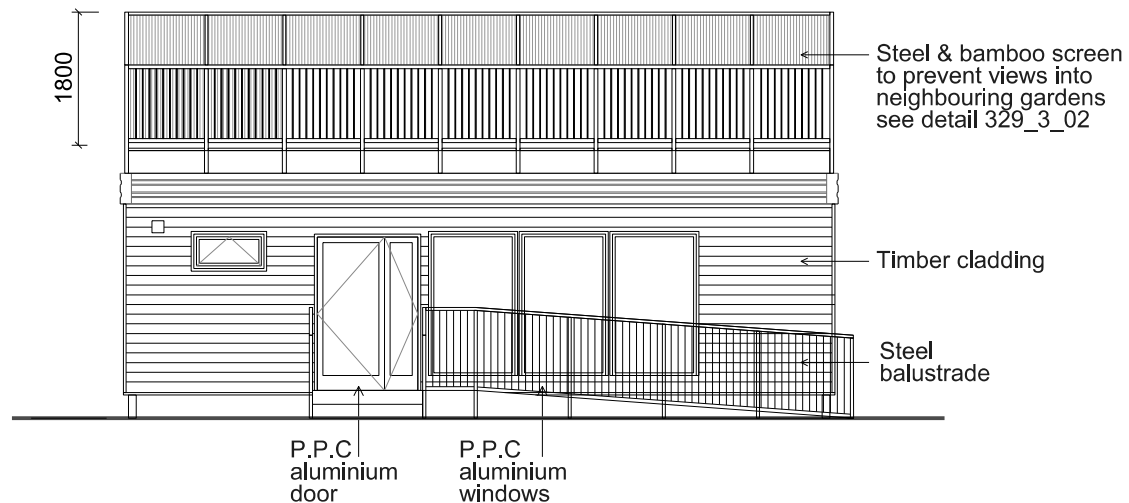 1800
Steel & bamboo screen
to prevent views into
neighbouring gardens
see detail 329_3_02
Timber cladding
Steel
balustrade
P.P.C
aluminium
door
P.P.C
aluminium
windows